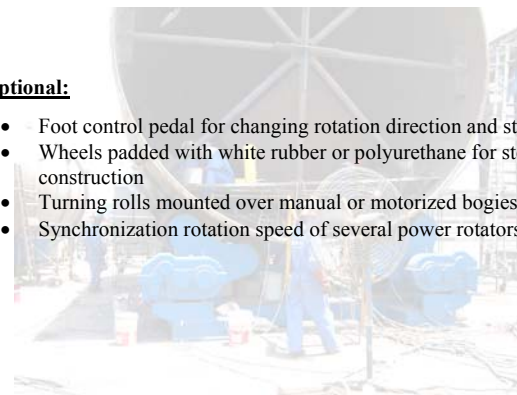 ptional:
• Foot control pedal for changing rotation direction and st
• Wheels padded with white rubber or polyurethane for st
construction
• Turning rolls mounted over manual or motorized bogies
• Synchronization rotation speed of several power rotators